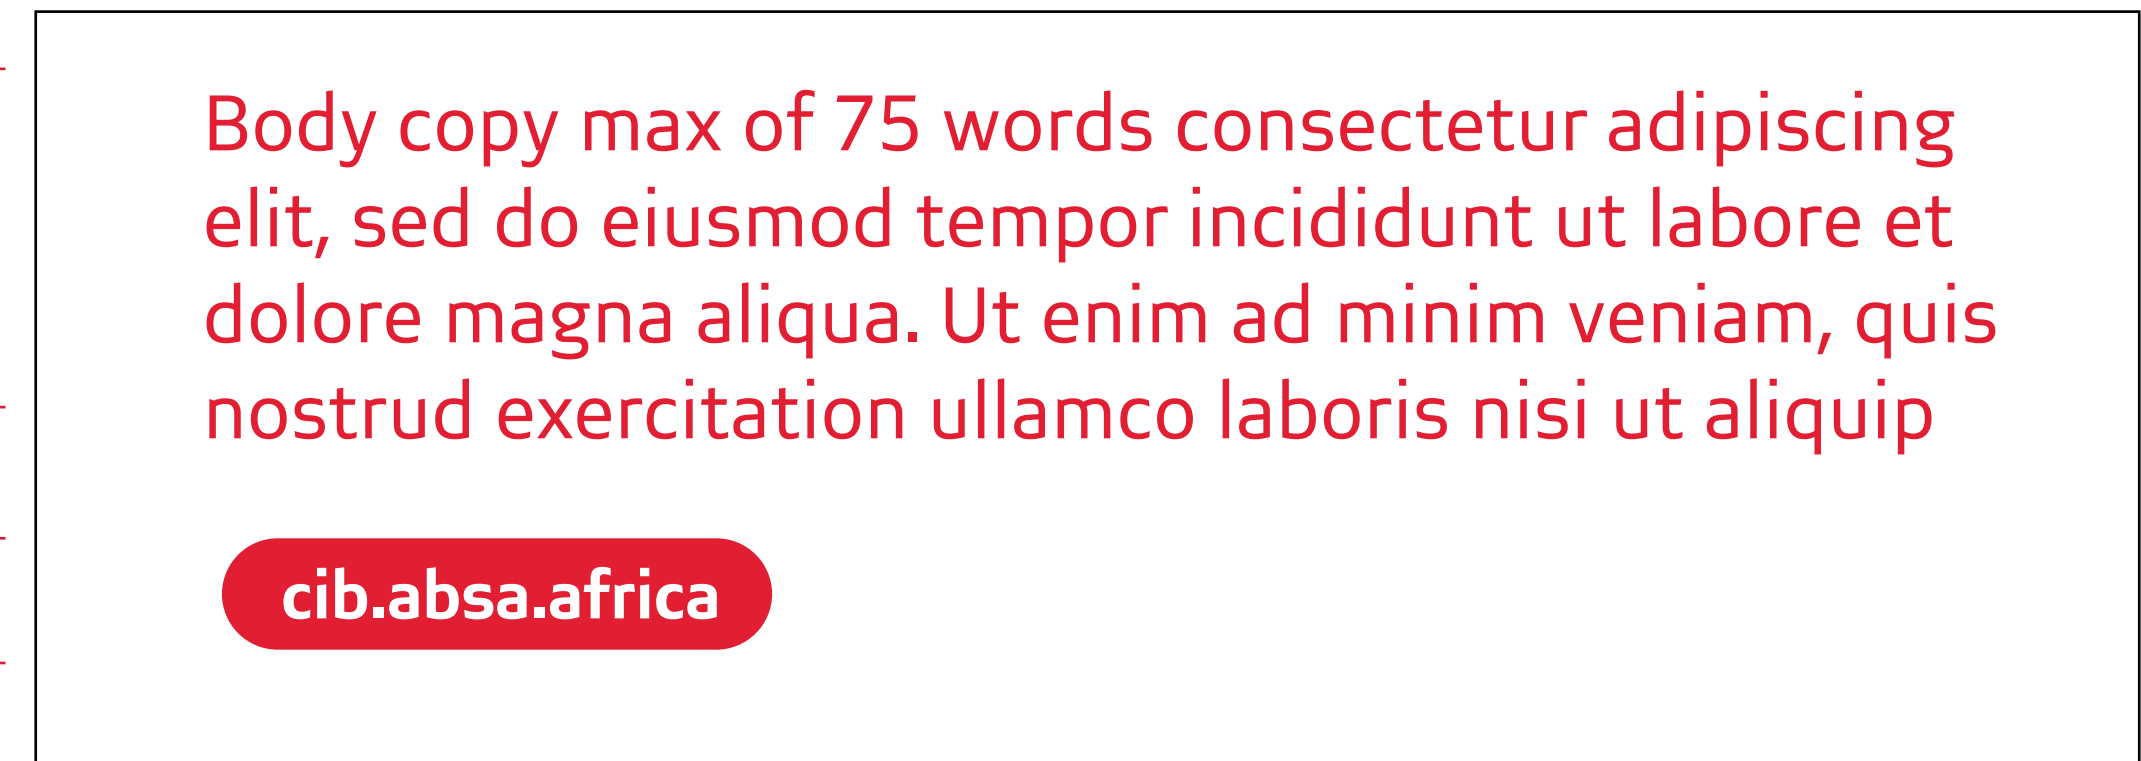 Body copy max of 75 words consectetur adipiscing
elit, sed do eiusmod tempor incididunt ut labore et
dolore magna aliqua. Ut enim ad minim veniam, quis
nostrud exercitation ullamco laboris nisi ut aliquip
cib.absa.africa